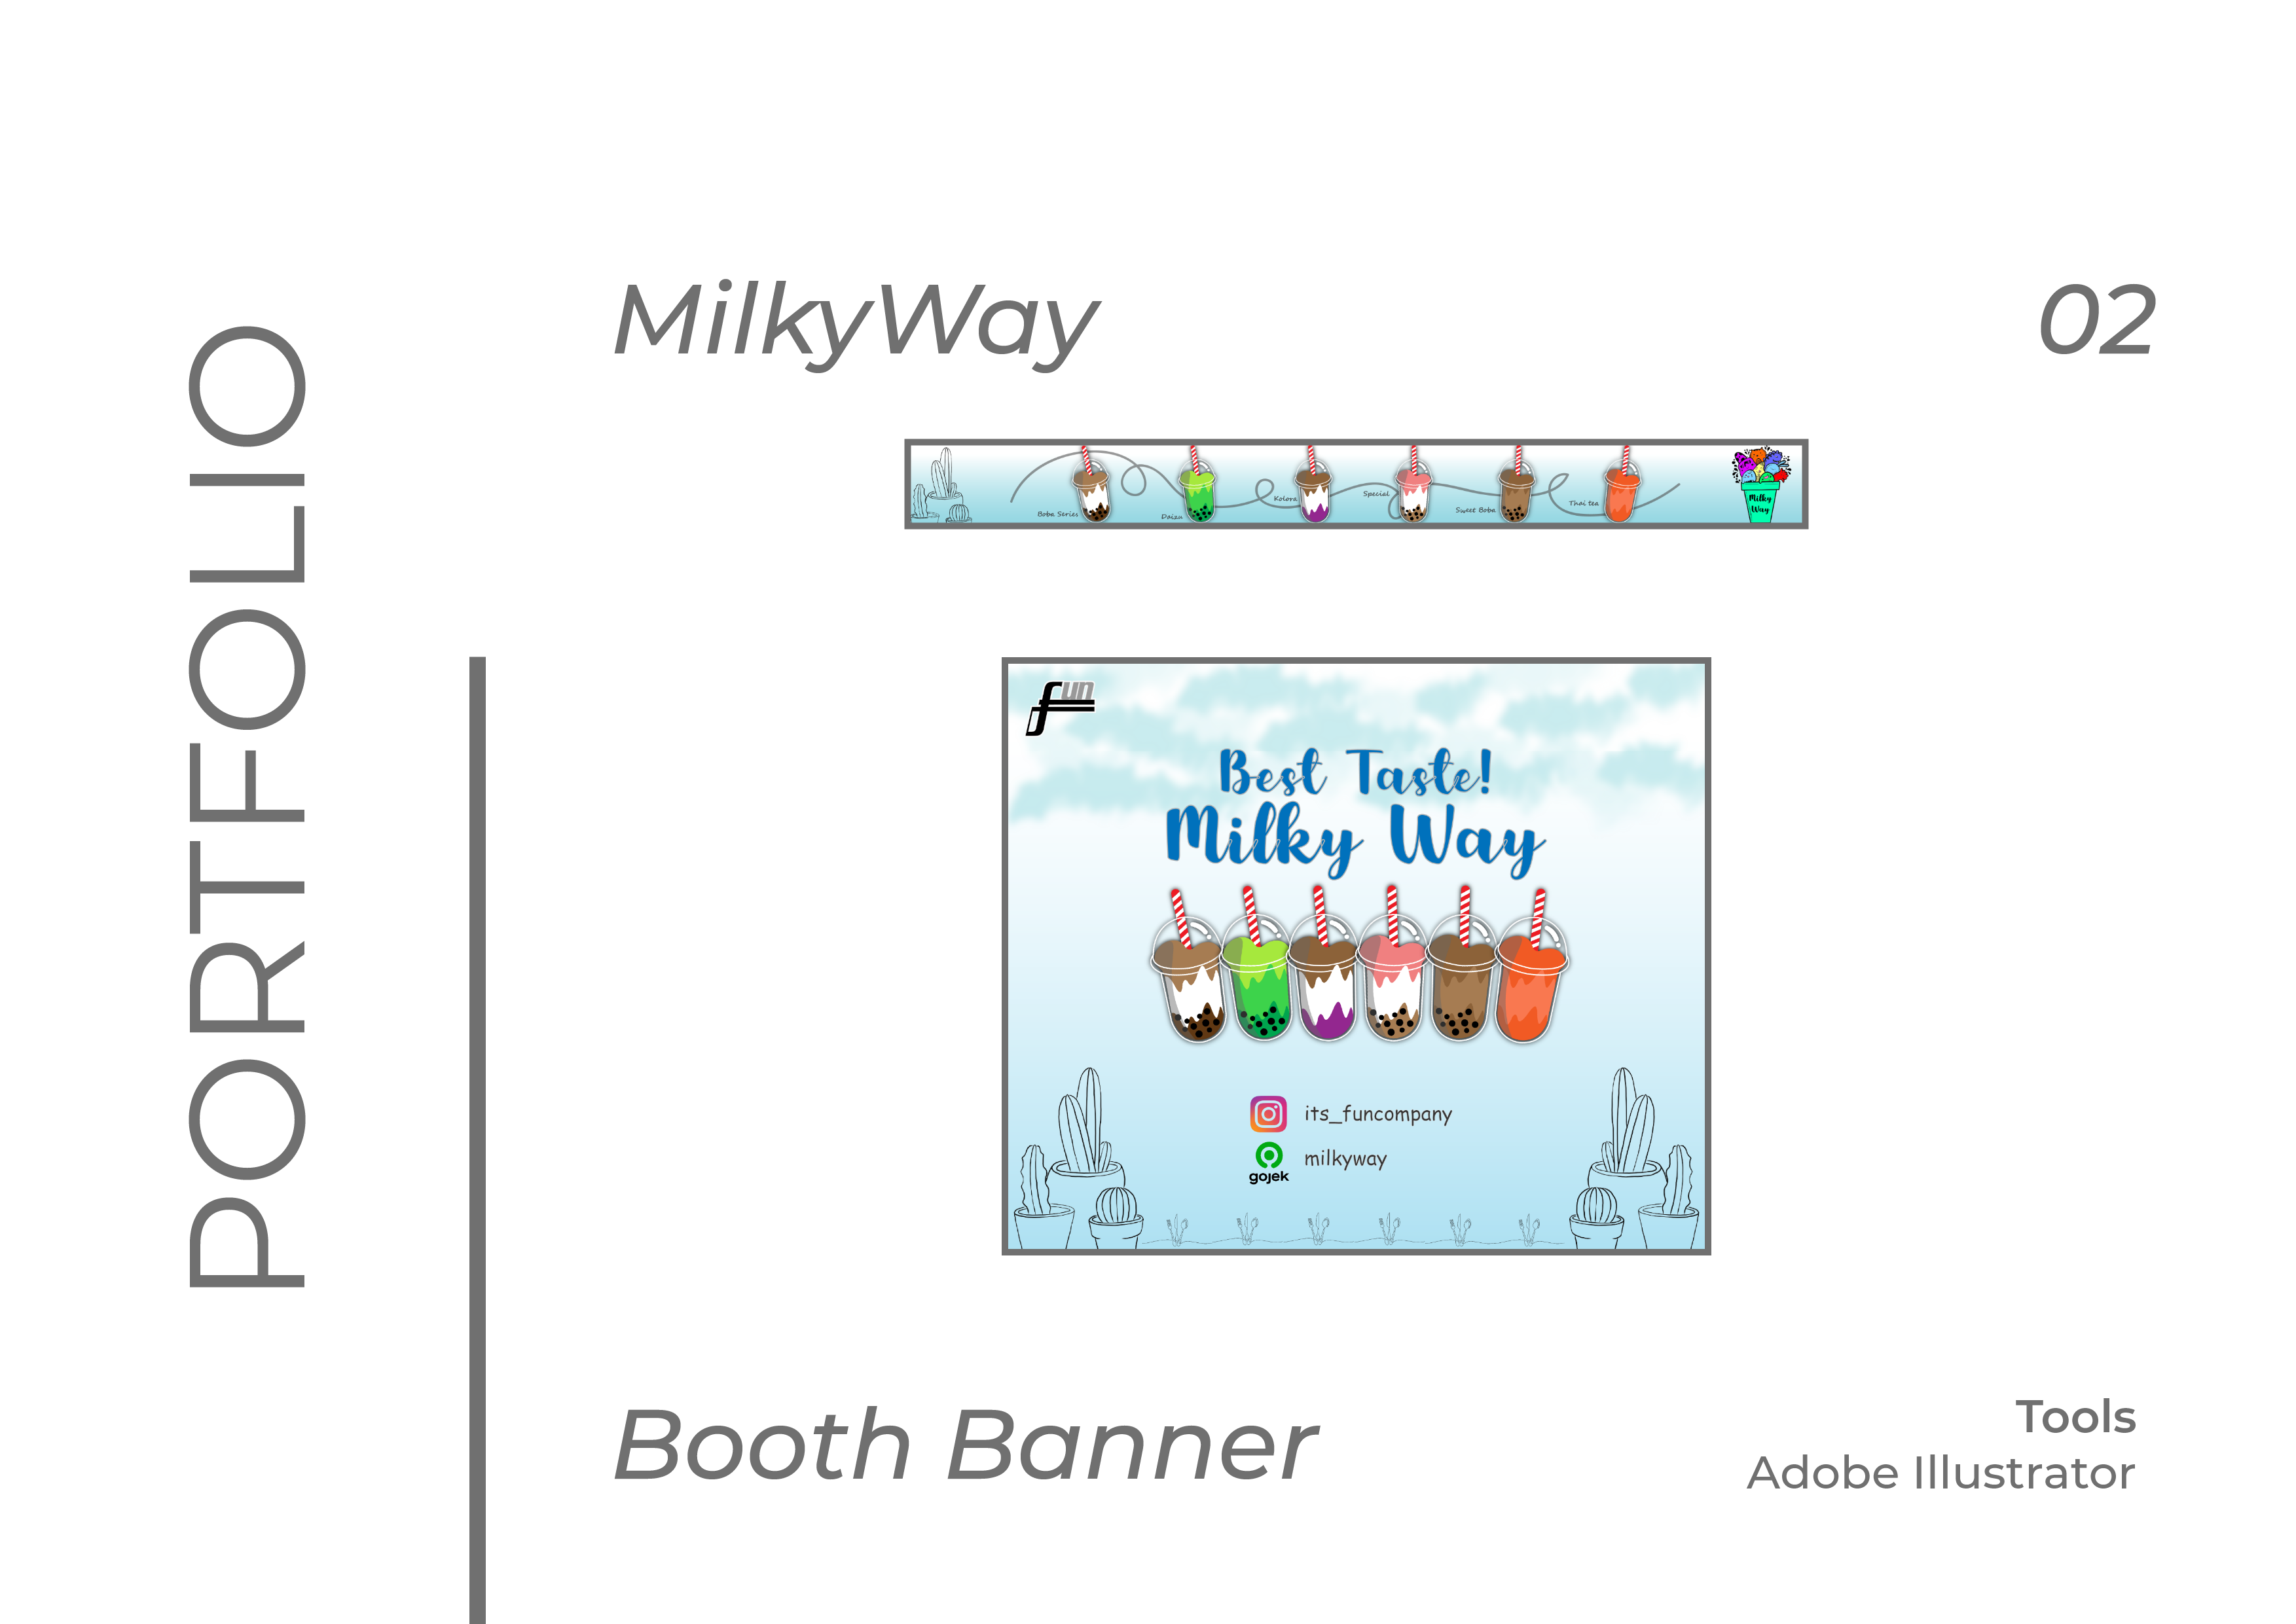 PORTFOLIO
MilkyWay
02
Boba Series
Daizu
Kolora
Special
Sweet Boba
Thai tea
Milky
Way
fun
Best Taste!
Milky Way
its_funcompany
gojek
milkyway
Booth Banner
Tools
Adobe Illustrator